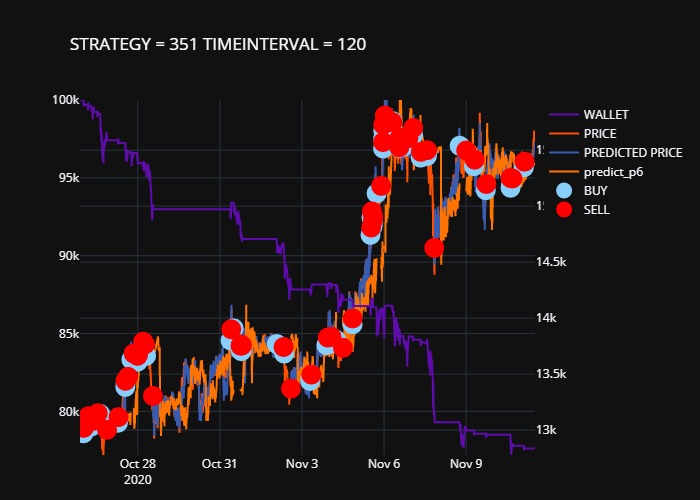 STRATEGY = 351 TIMEINTERVAL = 120
100k
95k
90k
85k
80k
14.5k
14k
13.5k
13k
Oct 28
2020
Oct 31
Nov 3
Nov 6
Nov 9
WALLET
PRICE
PREDICTED PRICE
predict_p6
BUY
SELL